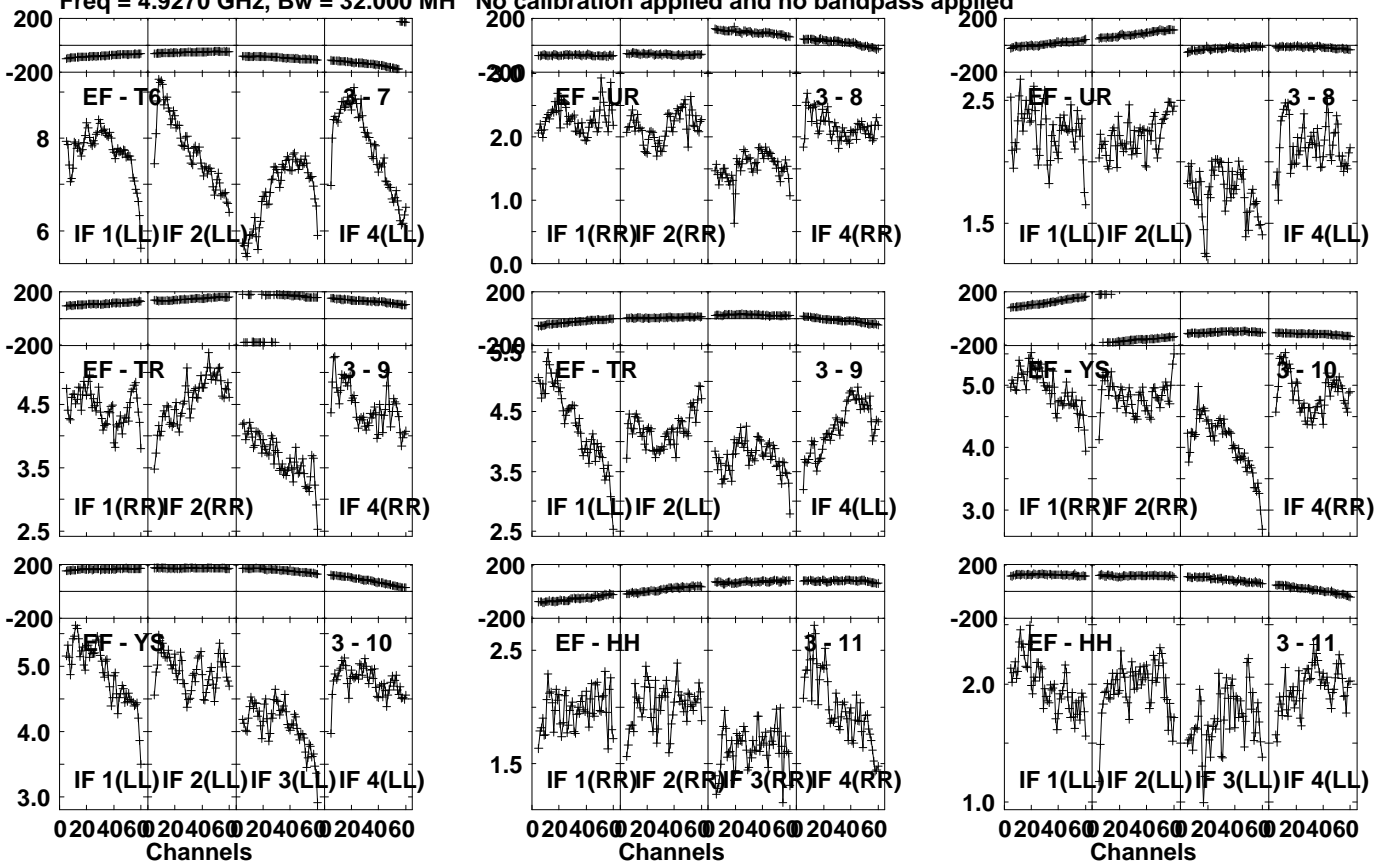 Freq = 4.9270 GHz, Bw = 32.000 MH No calibration applied and no bandpass applied
-200
EF - T6 3 - 7
8
6
IF 1(LL) IF 2(LL) IF 4(LL)
-200
3.0
EF - UR 3 - 8
2.0
1.0
0.0
IF 1(RR) IF 2(RR) IF 4(RR)
-200
2.5
EF - UR 3 - 8
1.5
IF 1(LL) IF 2(LL) IF 4(LL)
200
-200
EF - TR 3 - 9
4.5
3.5
2.5
IF 1(RR) IF 2(RR) IF 4(RR)
200
-200
5.5
EF - TR 3 - 9
4.5
3.5
2.5
IF 1(LL) IF 2(LL) IF 4(LL)
200
-200
EF - YS 3 - 10
5.0
4.0
3.0
IF 1(RR) IF 2(RR) IF 4(RR)
200
-200
EF - YS 3 - 10
5.0
4.0
3.0
IF 1(LL) IF 2(LL) IF 3(LL) IF 4(LL)
0 20 40 60 0 20 40 60 0 20 40 60 0 20 40 60
Channels
200
-200
EF - HH 3 - 11
2.5
1.5
IF 1(RR) IF 2(RR) IF 3(RR) IF 4(RR)
0 20 40 60 0 20 40 60 0 20 40 60 0 20 40 60
Channels
200
-200
EF - HH 3 - 11
2.0
1.0
IF 1(LL) IF 2(LL) IF 3(LL) IF 4(LL)
0 20 40 60 0 20 40 60 0 20 40 60 0 20 40 60
Channels